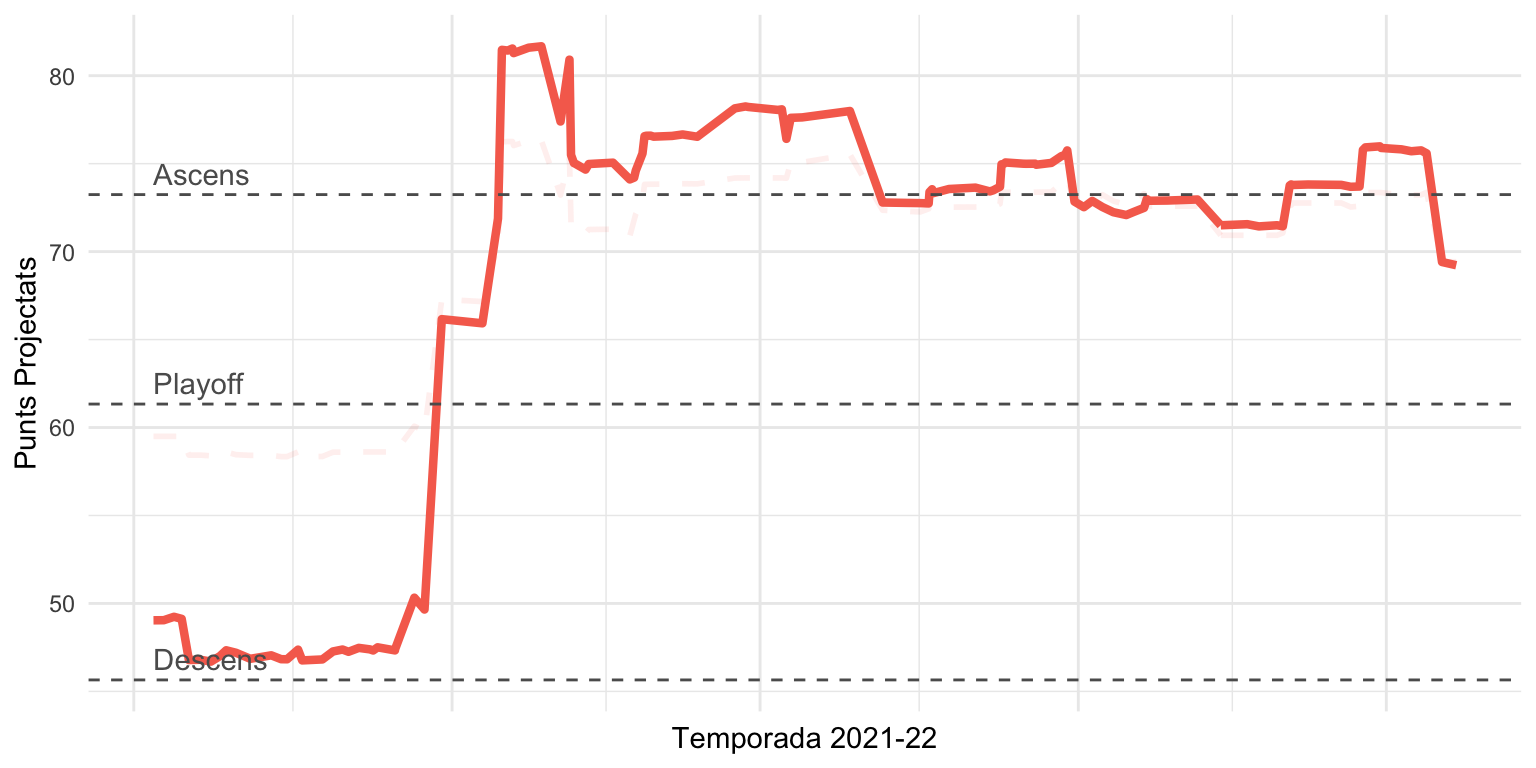 80
70
60
50
Punts Projectats
Ascens
Playoff
Descens
Temporada 2021-22